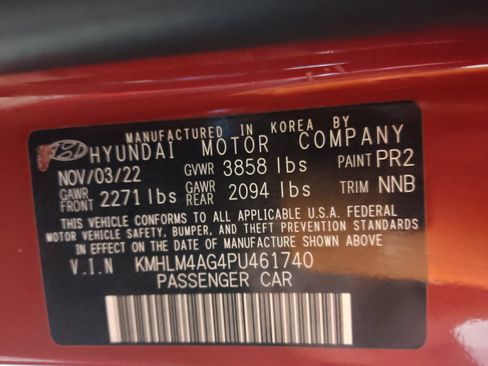 MANUFACTURED IN KOREA BY
HYUNDAI MOTOR COMPANY
NOV/03/22 GVWR 3858 lbs PAINT PR2
GAWR FRONT 2271 lbs GAWR REAR 2094 lbs TRIM NNB
THIS VEHICLE CONFORMS TO ALL APPLICABLE U.S.A. FEDERAL
MOTOR VEHICLE SAFETY, BUMPER, AND THEFT PREVENTION STANDARDS
IN EFFECT ON THE DATE OF MANUFACTURE SHOWN ABOVE.
V.I.N KMHLM4AG4PU461740
PASSENGER CAR